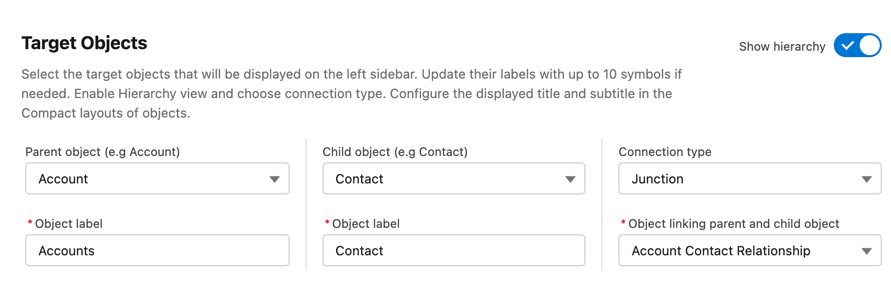 Target Objects
Show hierarchy
Select the target objects that will be displayed on the left sidebar. Update their labels with up to 10 symbols if
needed. Enable Hierarchy view and choose connection type. Configure the displayed title and subtitle in the
Compact layouts of objects.
Parent object (e.g Account)
Account
* Object label
Accounts
Child object (e.g Contact)
Contact
* Object label
Contact
Connection type
Junction
* Object linking parent and child object
Account Contact Relationship